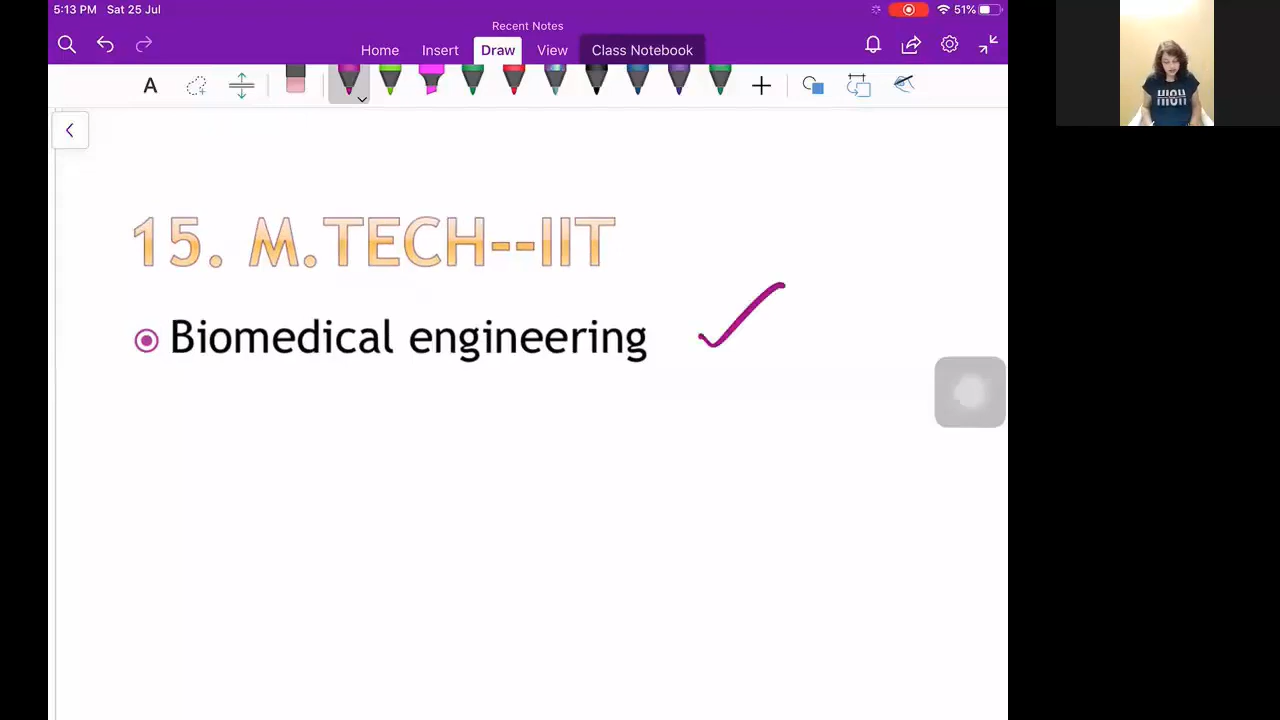 5:13 PM Sat 25 Jul
51%
Recent Notes
Home Insert Draw View Class Notebook
A
15. M.TECH--IIT
Biomedical engineering
HIGH